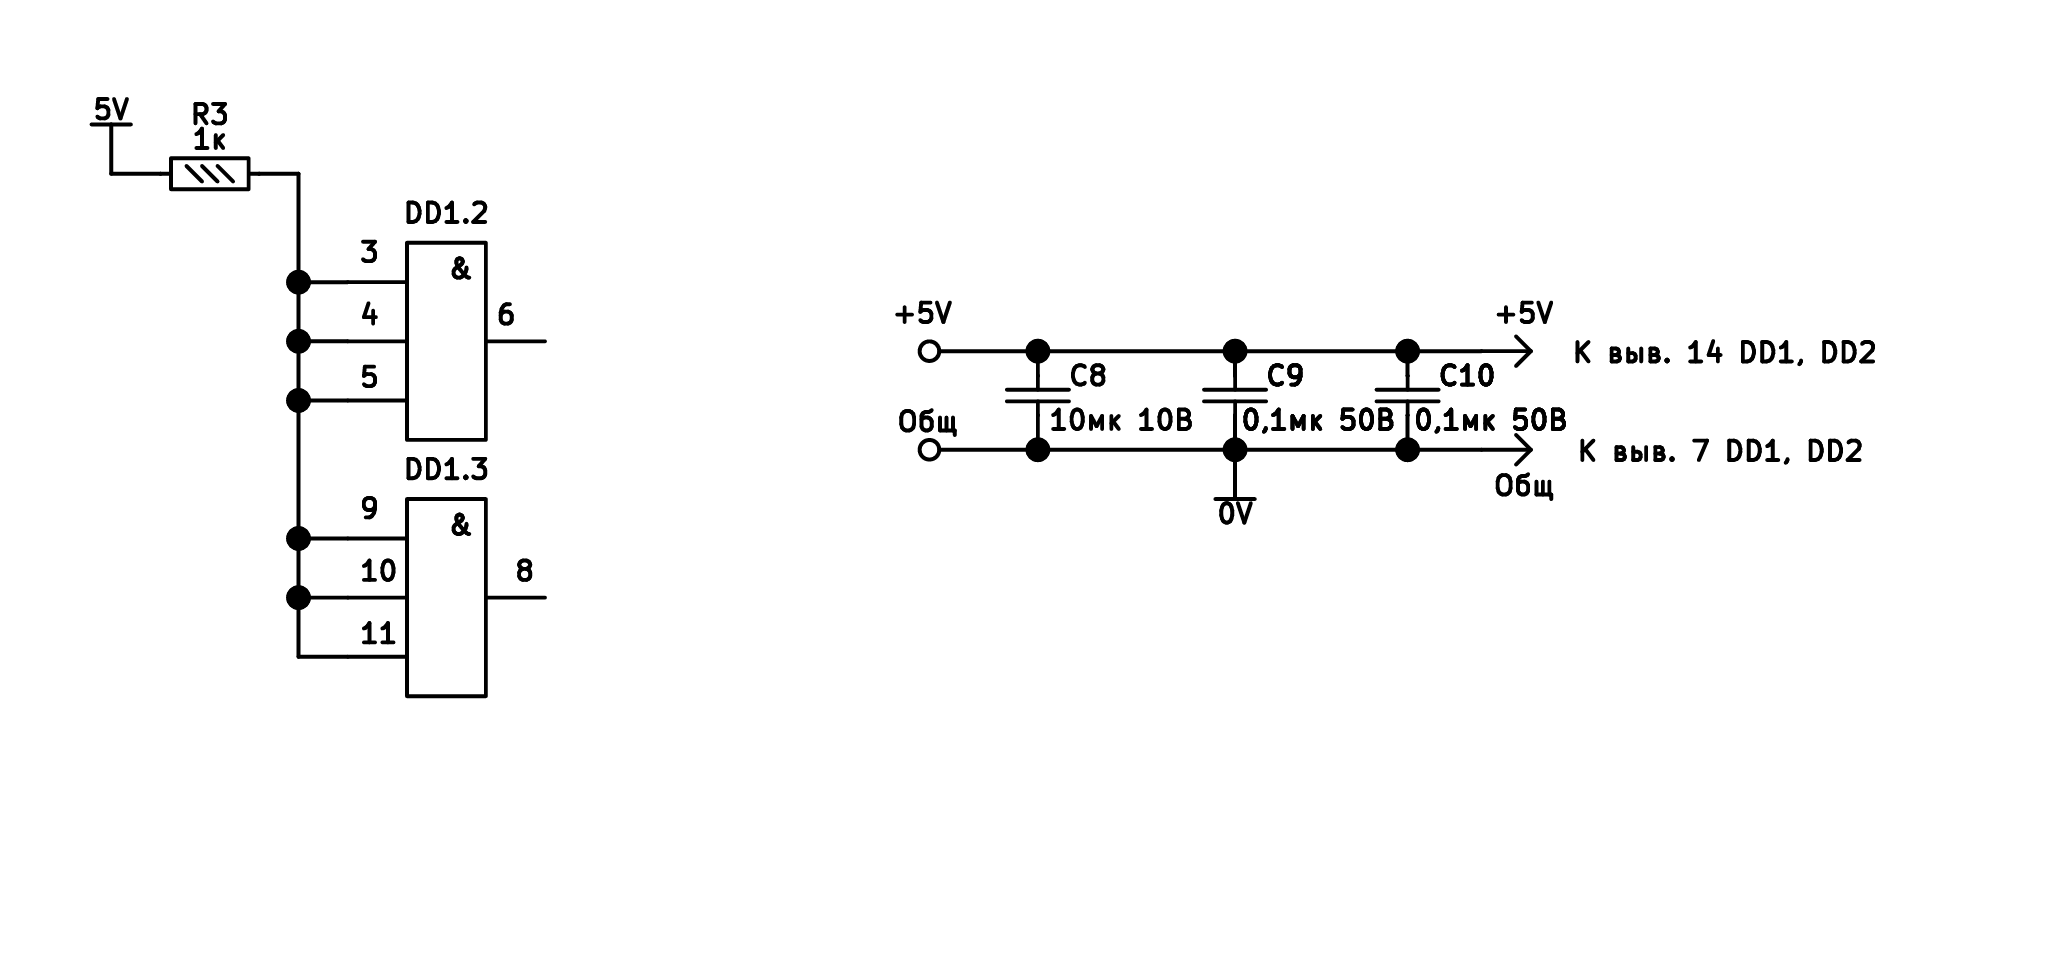 5V
R3
1к
DD1.2
3
&
4
6
5
DD1.3
9
&
10
8
11
+5V
+5V
К выв. 14 DD1, DD2
C8
C9
C10
10мк 10В
0,1мк 50В
0,1мк 50В
Общ
К выв. 7 DD1, DD2
Общ
0V